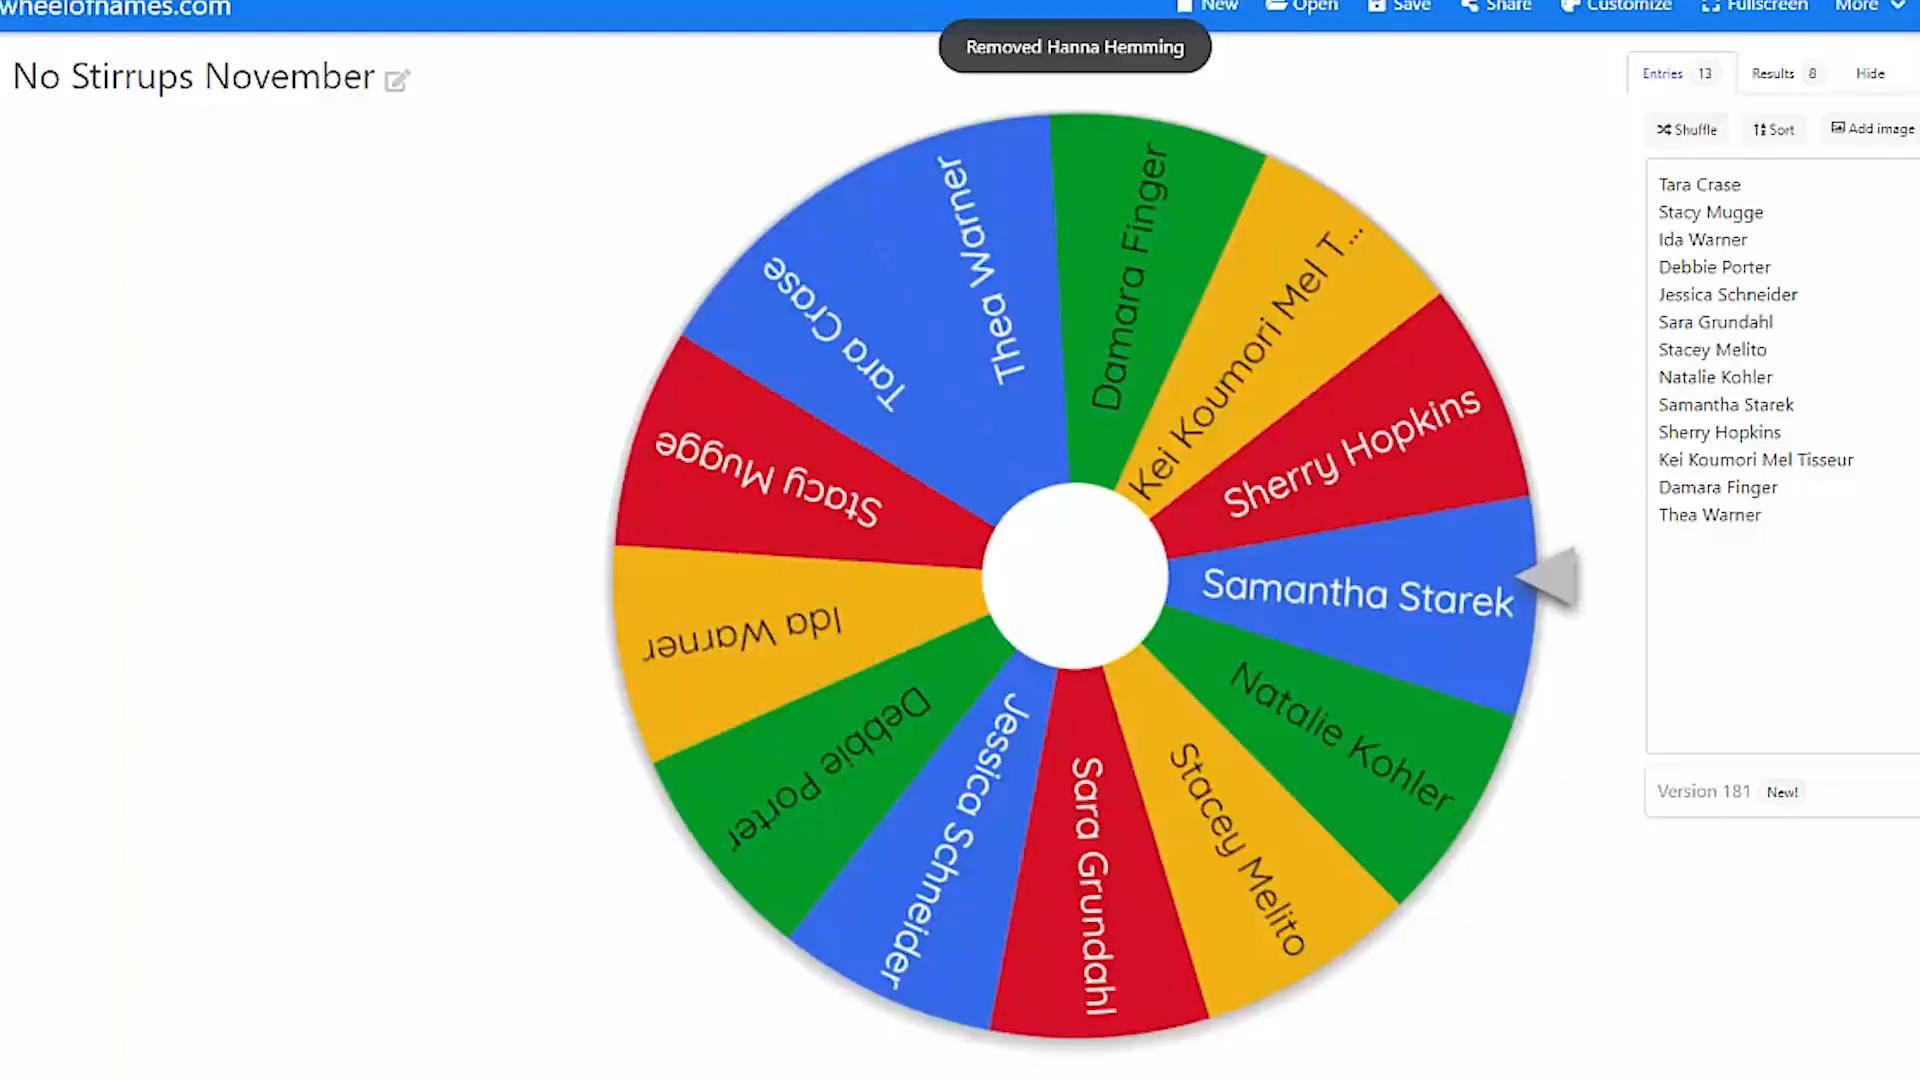 wheelofnames.com
New Open Save Share Customize Fullscreen More
Removed Hanna Hemming
No Stirrups November
Entries 13 Results 8 Hide
Shuffle Sort Add image
Tara Crase
Stacy Mugge
Ida Warner
Debbie Porter
Jessica Schneider
Sara Grundahl
Stacey Melito
Natalie Kohler
Samantha Starek
Sherry Hopkins
Kei Koumori Mel Tisseur
Damara Finger
Thea Warner
Version 181 New!
Thea Warner
Damara Finger
Kei Koumori Mel T...
Sherry Hopkins
Samantha Starek
Natalie Kohler
Stacey Melito
Sara Grundahl
Jessica Schneider
Debbie Porter
Ida Warner
Stacy Mugge
Tara Crase